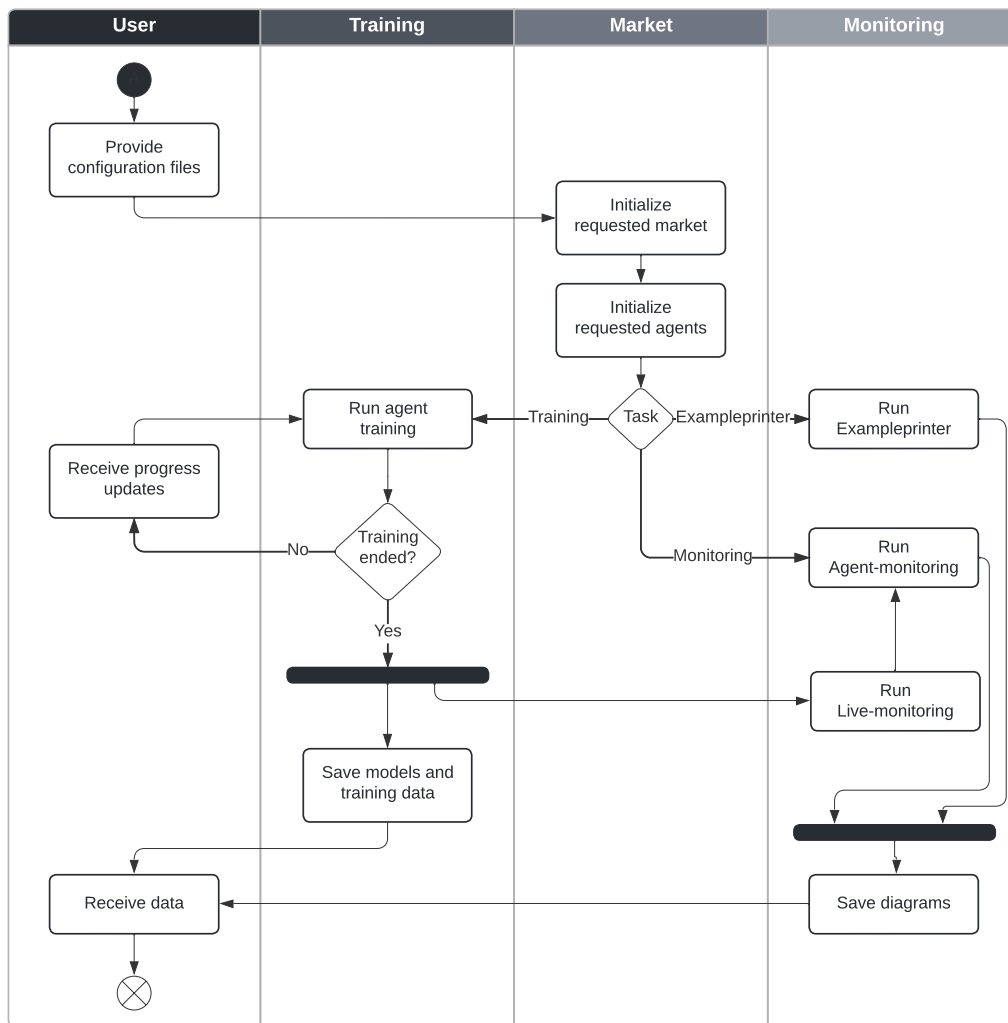 User
Training
Market
Monitoring
Provide
configuration files
Initialize
requested market
Initialize
requested agents
Run agent
training
Training
Task
Exampleprinter
Run
Exampleprinter
Receive progress
updates
No
Training
ended?
Monitoring
Run
Agent-monitoring
Yes
Run
Live-monitoring
Save models and
training data
Receive data
Save diagrams